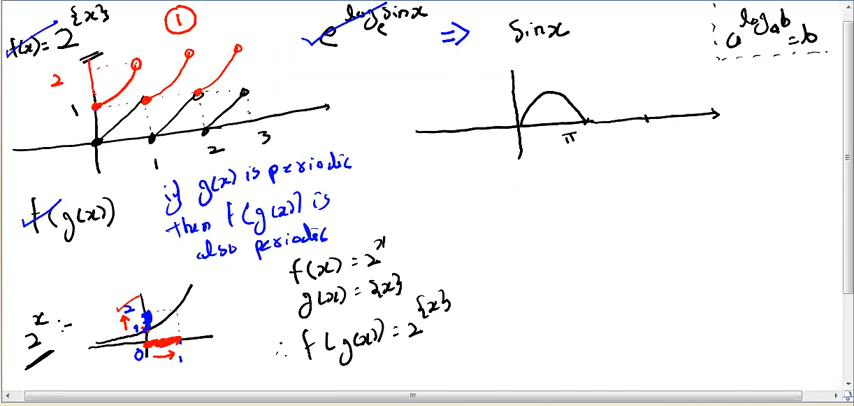 f(x) = 2^{x}
1
e^log_e sinx ⇒ sinx
a^log_a b = b
2
1
1 2 3
π
f(g(x))
if g(x) is periodic
then f(g(x)) is
also periodic
f(x) = 2^x
g(x) = {x}
∴ f(g(x)) = 2^{x}
2^x :-
2
1
0 1